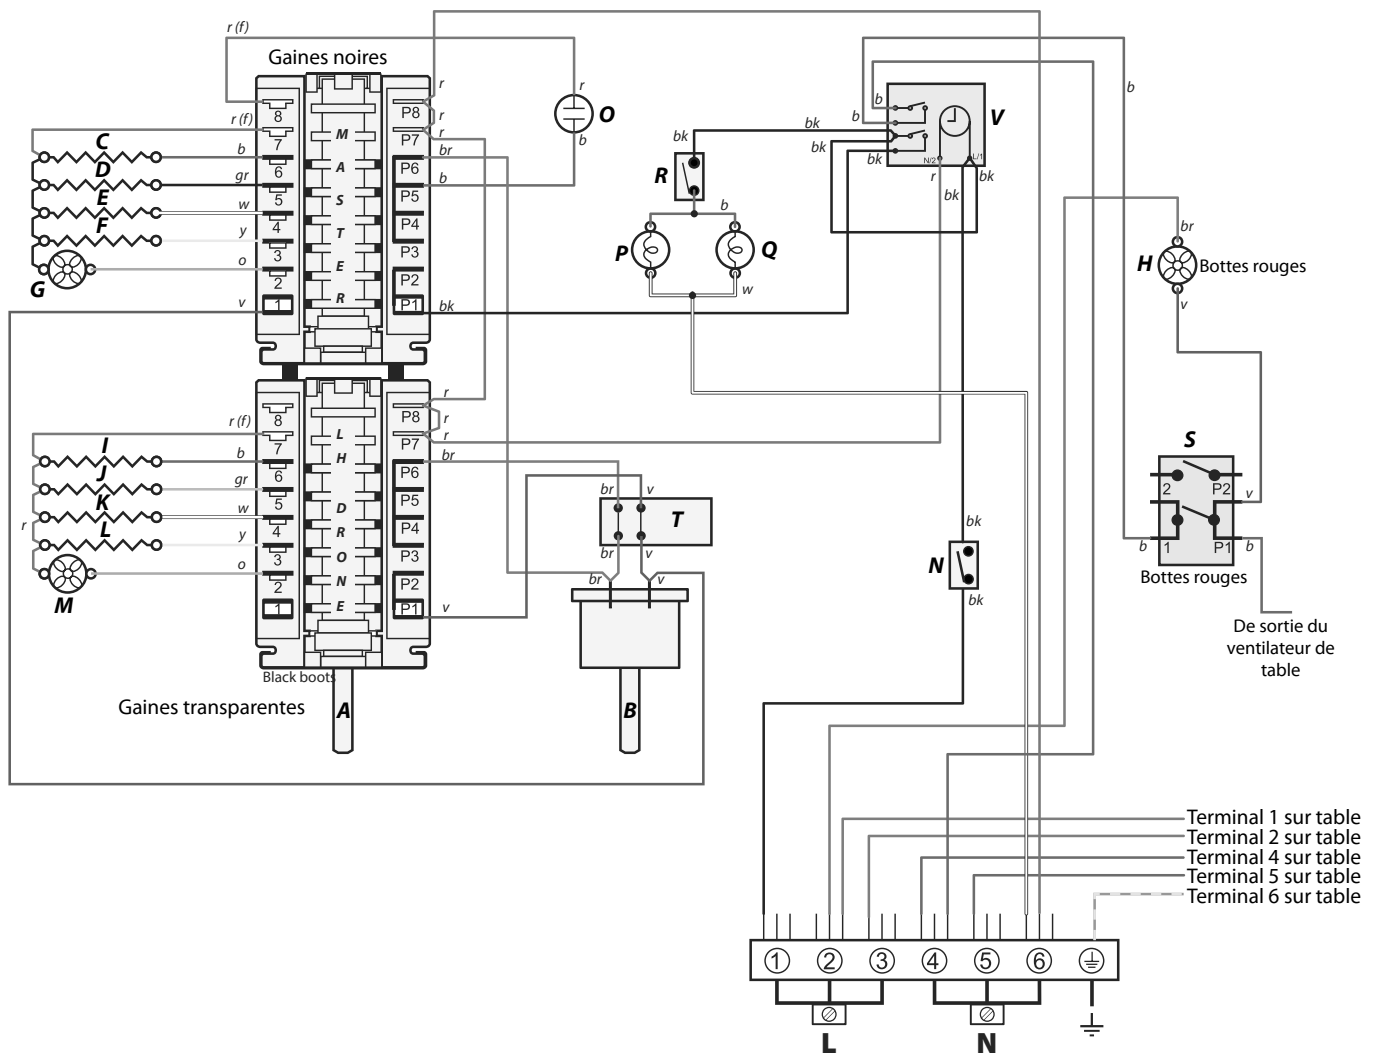 r (f)
Gaines noires
r
r
O
b
8
P8
r
r (f)
7
M
P7
r
C
b
6
A
P6
br
D
gr
5
S
P5
b
E
w
4
T
P4
F
y
3
E
P3
G
o
2
R
P2
v
1
P1
bk
bk
bk
R
b
P
Q
w
b
b
bk
bk
V
N/2
L/1
r
bk
bk
b
br
H
Bottes rouges
v
r
8
P8
r
r (f)
7
L
P7
r
I
b
6
H
P6
br
J
gr
5
D
P5
K
w
4
R
P4
r
L
y
3
O
P3
M
o
2
N
P2
1
E
P1
v
br
v
T
br
v
br
v
Black boots
Gaines transparentes
A
B
bk
N
bk
S
2
P2
v
b
1
P1
b
Bottes rouges
De sortie du
ventilateur de
table
Terminal 1 sur table
Terminal 2 sur table
Terminal 4 sur table
Terminal 5 sur table
Terminal 6 sur table
1
2
3
4
5
6
L
N